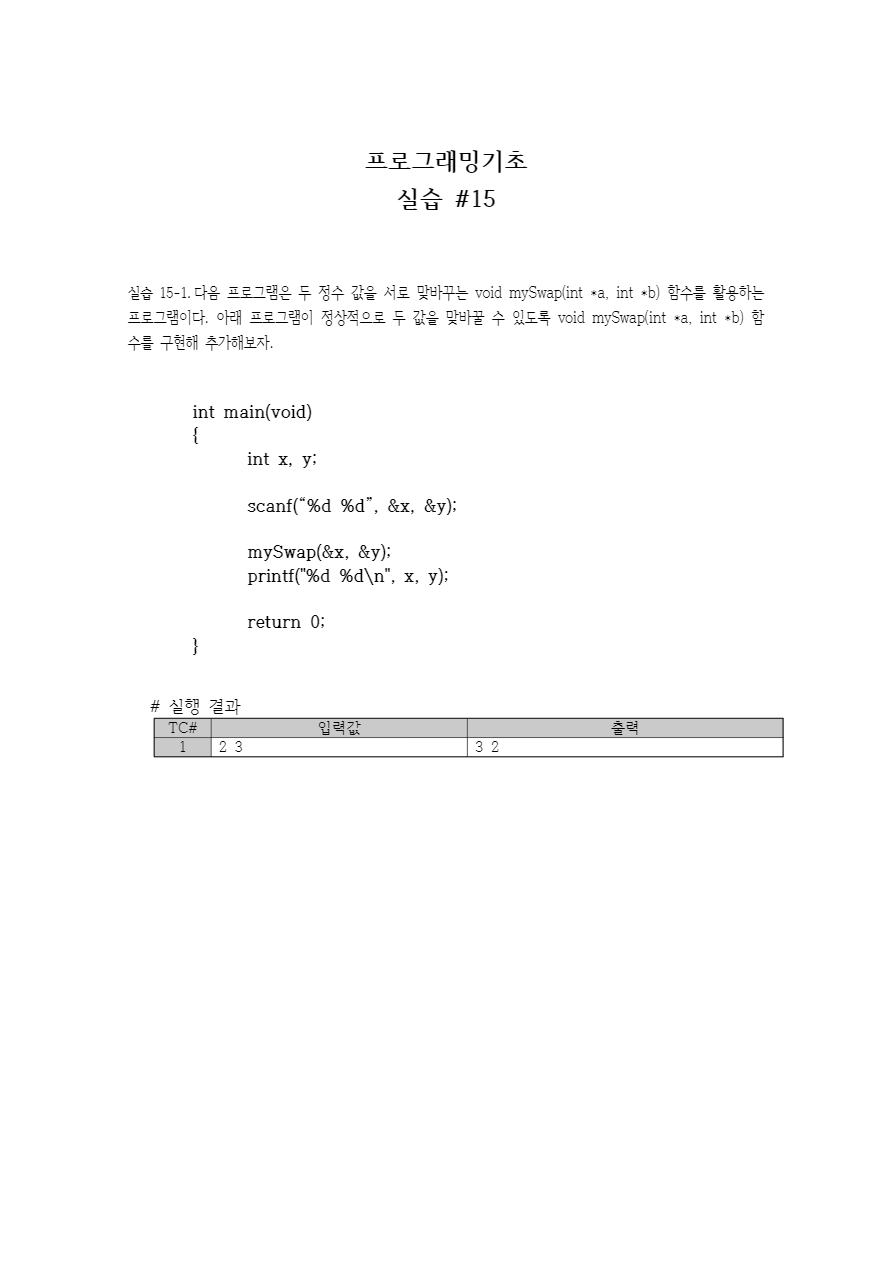 프로그래밍기초
실습 #15
실습 15-1. 다음 프로그램은 두 정수 값을 서로 맞바꾸는 void mySwap(int *a, int *b) 함수를 활용하는
프로그램이다. 아래 프로그램이 정상적으로 두 값을 맞바꿀 수 있도록 void mySwap(int *a, int *b) 함
수를 구현해 추가해보자.
int main(void)
{
int x, y;
scanf(“%d %d”, &x, &y);
mySwap(&x, &y);
printf("%d %d\n", x, y);
return 0;
}
# 실행 결과
TC# 입력값 출력
1 2 3 3 2